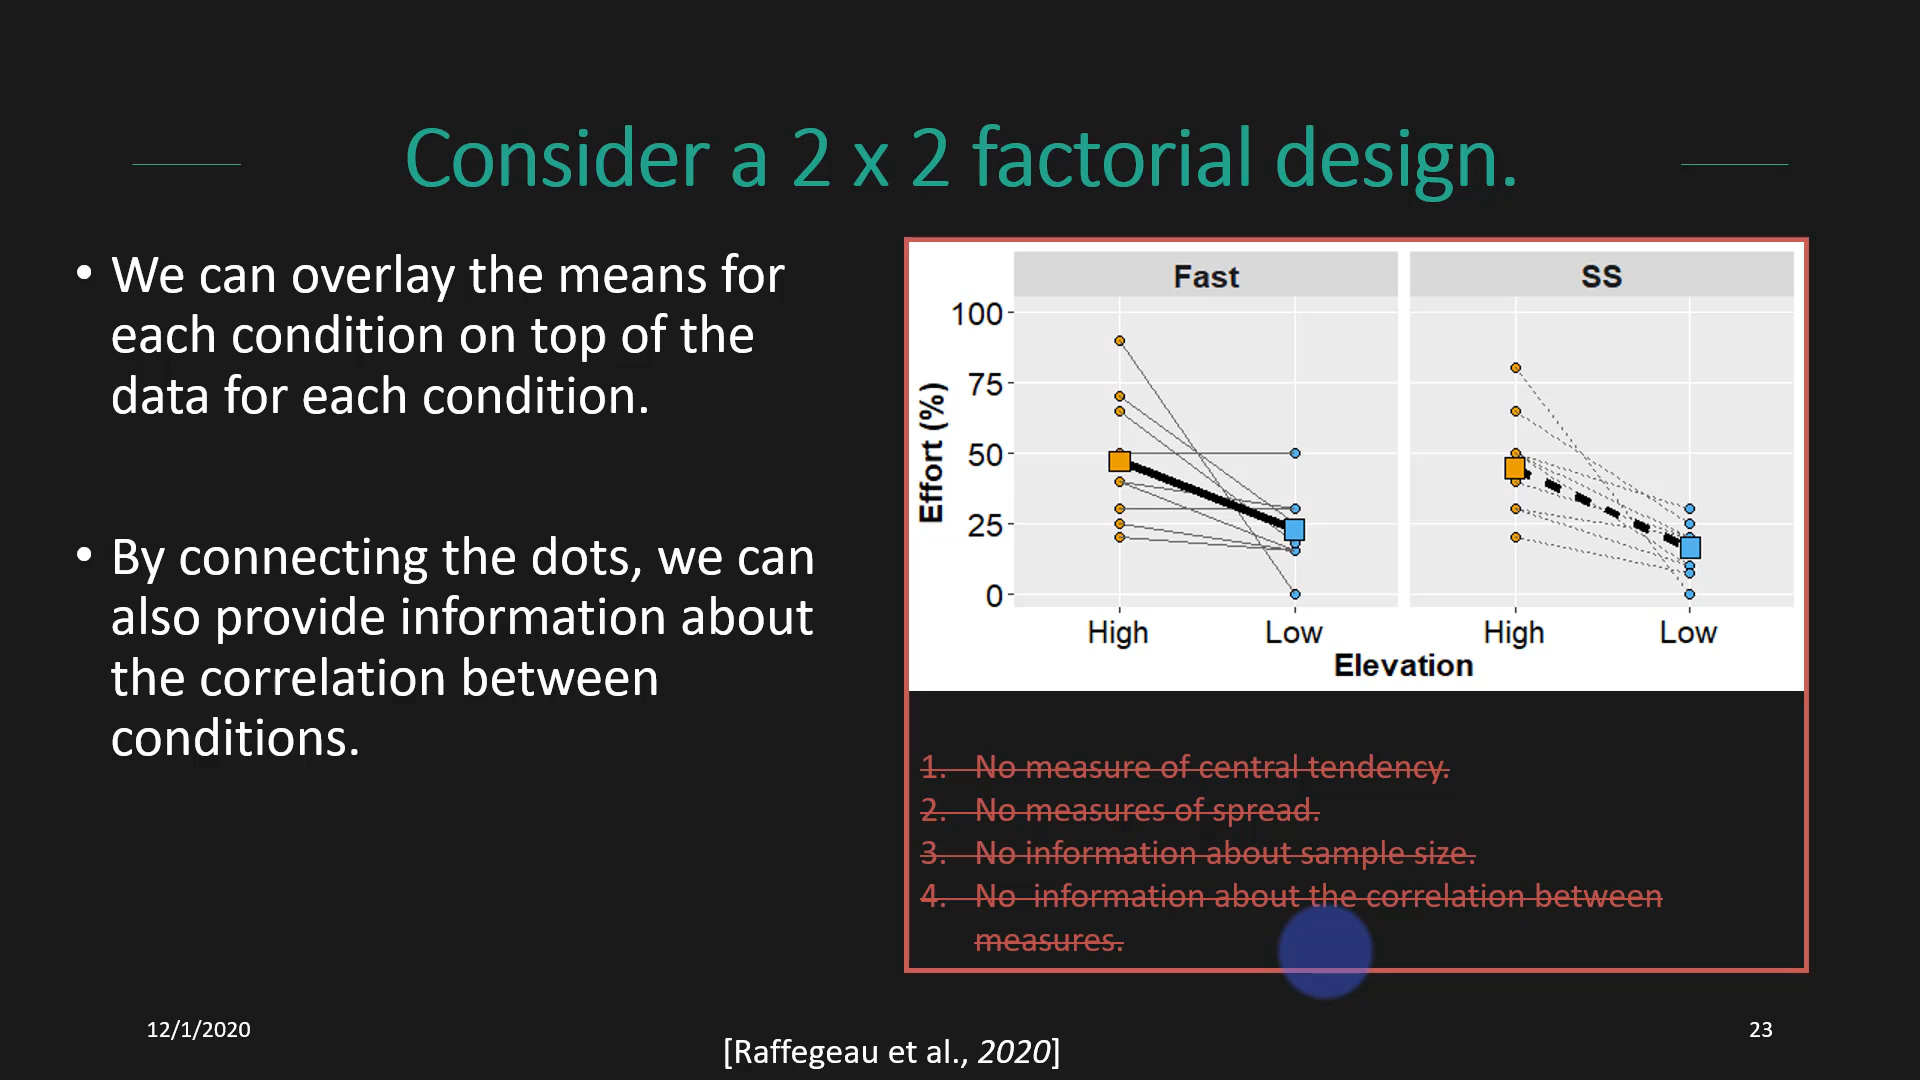 Consider a 2 x 2 factorial design.
• We can overlay the means for
each condition on top of the
data for each condition.
• By connecting the dots, we can
also provide information about
the correlation between
conditions.
Fast
SS
100
75
50
25
0
Effort (%)
High
Low
High
Low
Elevation
1. No measure of central tendency.
2. No measures of spread.
3. No information about sample size.
4. No information about the correlation between
measures.
12/1/2020
[Raffegeau et al., 2020]
23